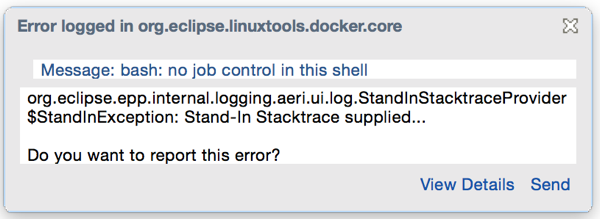 Error logged in org.eclipse.linuxtools.docker.core
Message: bash: no job control in this shell
org.eclipse.epp.internal.logging.aeri.ui.log.StandInStacktraceProvider
$StandInException: Stand-In Stacktrace supplied...
Do you want to report this error?
View Details Send